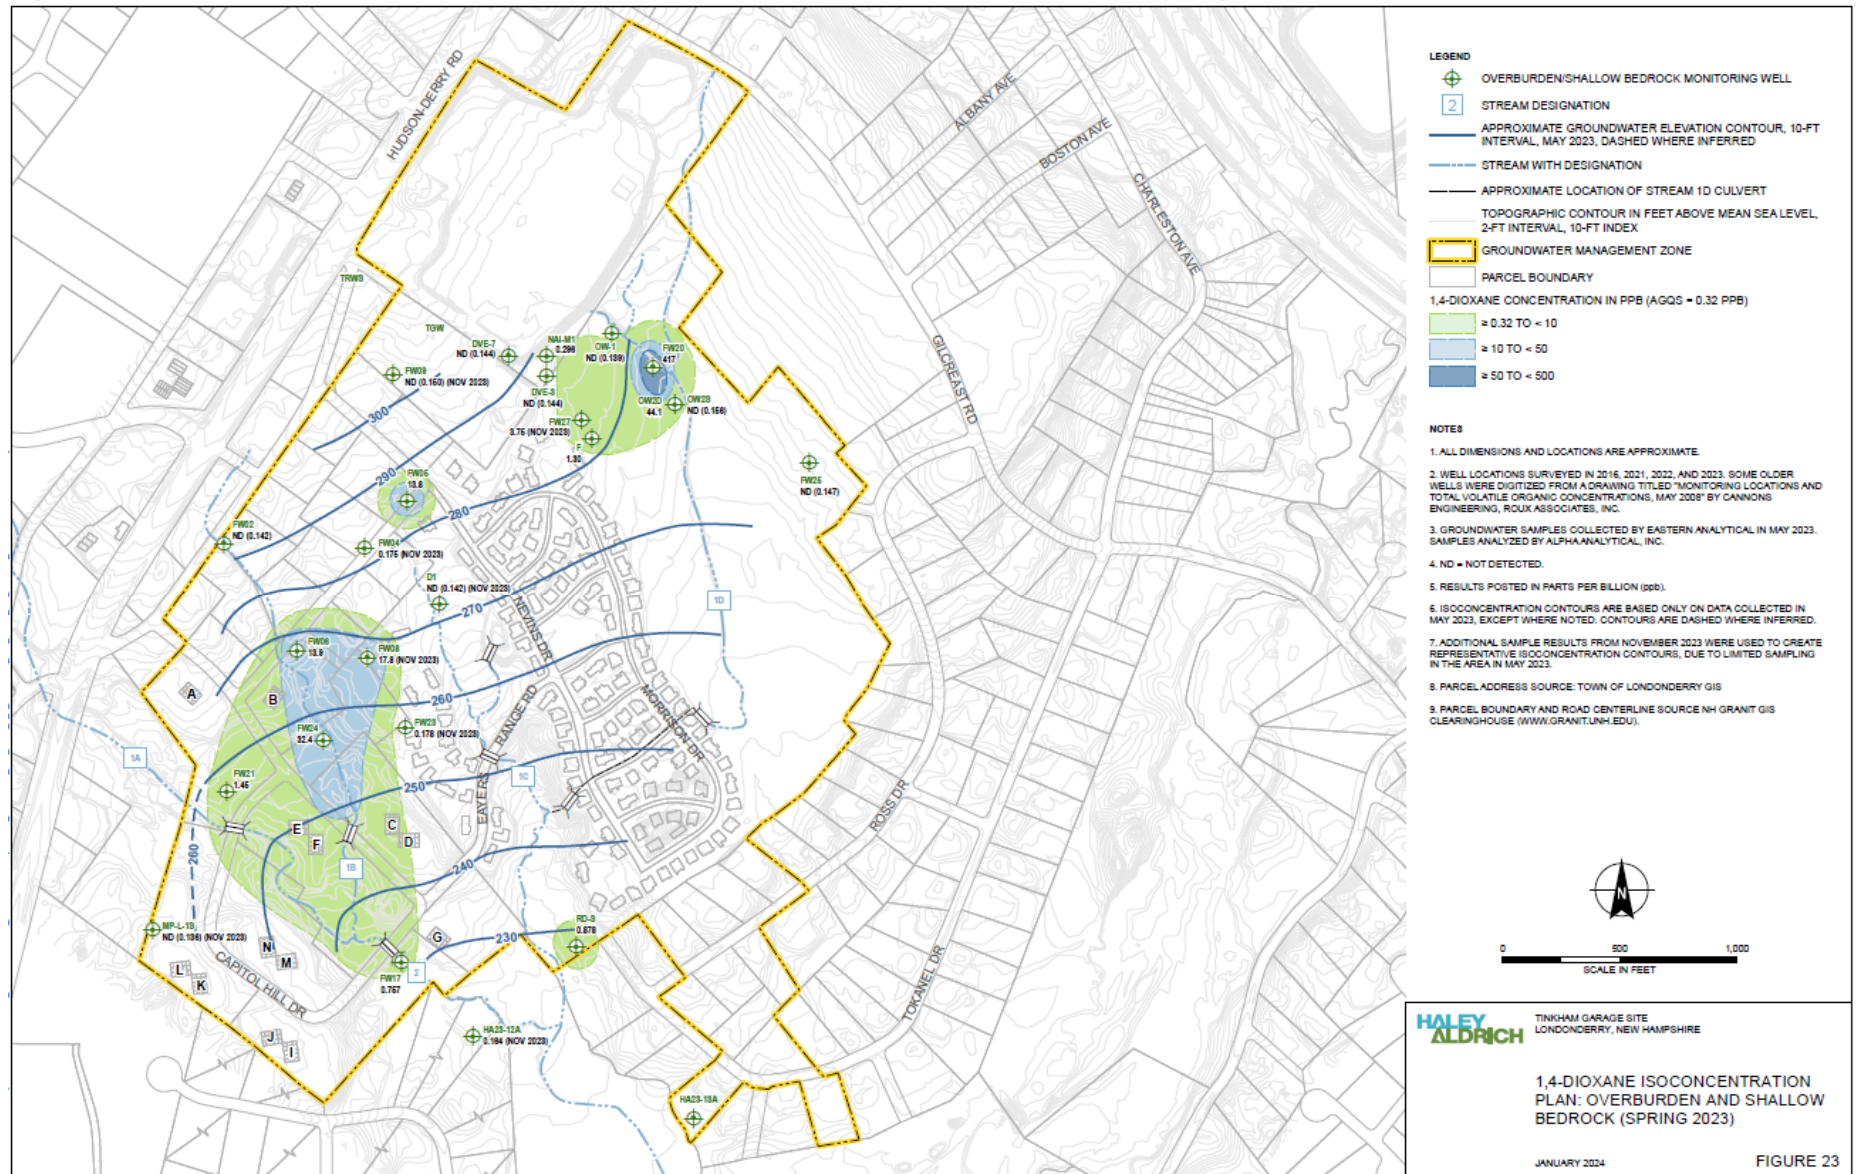 HUDSON-DERRY RD
ALBANY AVE
BOSTON AVE
CHARLESTON AVE
GILCREAST RD
TRWS
TGW
DVE-7
ND (0.144)
NAI-M1
0.296
OW-1
ND (0.139)
FW20
417
FW09
ND (0.160) (NOV 2023)
DVE-3
ND (0.144)
OW2D
44.1
OW2S
ND (0.156)
300
FW27
3.75 (NOV 2023)
F
1.30
290
FW05
13.8
FW25
ND (0.147)
280
FW02
ND (0.142)
FW04
0.175 (NOV 2023)
D1
ND (0.142) (NOV 2023)
270
NEVINS DR
1D
FW06
13.9
FW08
17.8 (NOV 2023)
A
B
260
RANGE RD
MORRISON DR
FW24
32.4
FW23
0.178 (NOV 2023)
1A
1C
FW21
1.45
250
EAYERS
ROSS DR
E
F
C
D
260
1B
240
MP-L-1S
ND (0.136) (NOV 2023)
RD-S
0.878
N
M
G
230
L
K
CAPITOL HILL DR
FW17
0.757
2
TOKANEL DR
J
I
HA23-12A
0.184 (NOV 2023)
HA23-13A
LEGEND
OVERBURDEN/SHALLOW BEDROCK MONITORING WELL
2 STREAM DESIGNATION
APPROXIMATE GROUNDWATER ELEVATION CONTOUR, 10-FT
INTERVAL, MAY 2023, DASHED WHERE INFERRED
STREAM WITH DESIGNATION
APPROXIMATE LOCATION OF STREAM 1D CULVERT
TOPOGRAPHIC CONTOUR IN FEET ABOVE MEAN SEA LEVEL,
2-FT INTERVAL, 10-FT INDEX
GROUNDWATER MANAGEMENT ZONE
PARCEL BOUNDARY
1,4-DIOXANE CONCENTRATION IN PPB (AGQS = 0.32 PPB)
≥ 0.32 TO < 10
≥ 10 TO < 50
≥ 50 TO < 500
NOTES
1. ALL DIMENSIONS AND LOCATIONS ARE APPROXIMATE.
2. WELL LOCATIONS SURVEYED IN 2016, 2021, 2022, AND 2023. SOME OLDER
WELLS WERE DIGITIZED FROM A DRAWING TITLED "MONITORING LOCATIONS AND
TOTAL VOLATILE ORGANIC CONCENTRATIONS, MAY 2008" BY CANNONS
ENGINEERING, ROUX ASSOCIATES, INC.
3. GROUNDWATER SAMPLES COLLECTED BY EASTERN ANALYTICAL IN MAY 2023.
SAMPLES ANALYZED BY ALPHA ANALYTICAL, INC.
4. ND = NOT DETECTED.
5. RESULTS POSTED IN PARTS PER BILLION (ppb).
6. ISOCONCENTRATION CONTOURS ARE BASED ONLY ON DATA COLLECTED IN
MAY 2023, EXCEPT WHERE NOTED. CONTOURS ARE DASHED WHERE INFERRED.
7. ADDITIONAL SAMPLE RESULTS FROM NOVEMBER 2023 WERE USED TO CREATE
REPRESENTATIVE ISOCONCENTRATION CONTOURS, DUE TO LIMITED SAMPLING
IN THE AREA IN MAY 2023.
8. PARCEL ADDRESS SOURCE: TOWN OF LONDONDERRY GIS
9. PARCEL BOUNDARY AND ROAD CENTERLINE SOURCE NH GRANIT GIS
CLEARINGHOUSE (WWW.GRANIT.UNH.EDU).
N
0 500 1,000
SCALE IN FEET
HALEY
ALDRICH
TINKHAM GARAGE SITE
LONDONDERRY, NEW HAMPSHIRE
1,4-DIOXANE ISOCONCENTRATION
PLAN: OVERBURDEN AND SHALLOW
BEDROCK (SPRING 2023)
JANUARY 2024
FIGURE 23